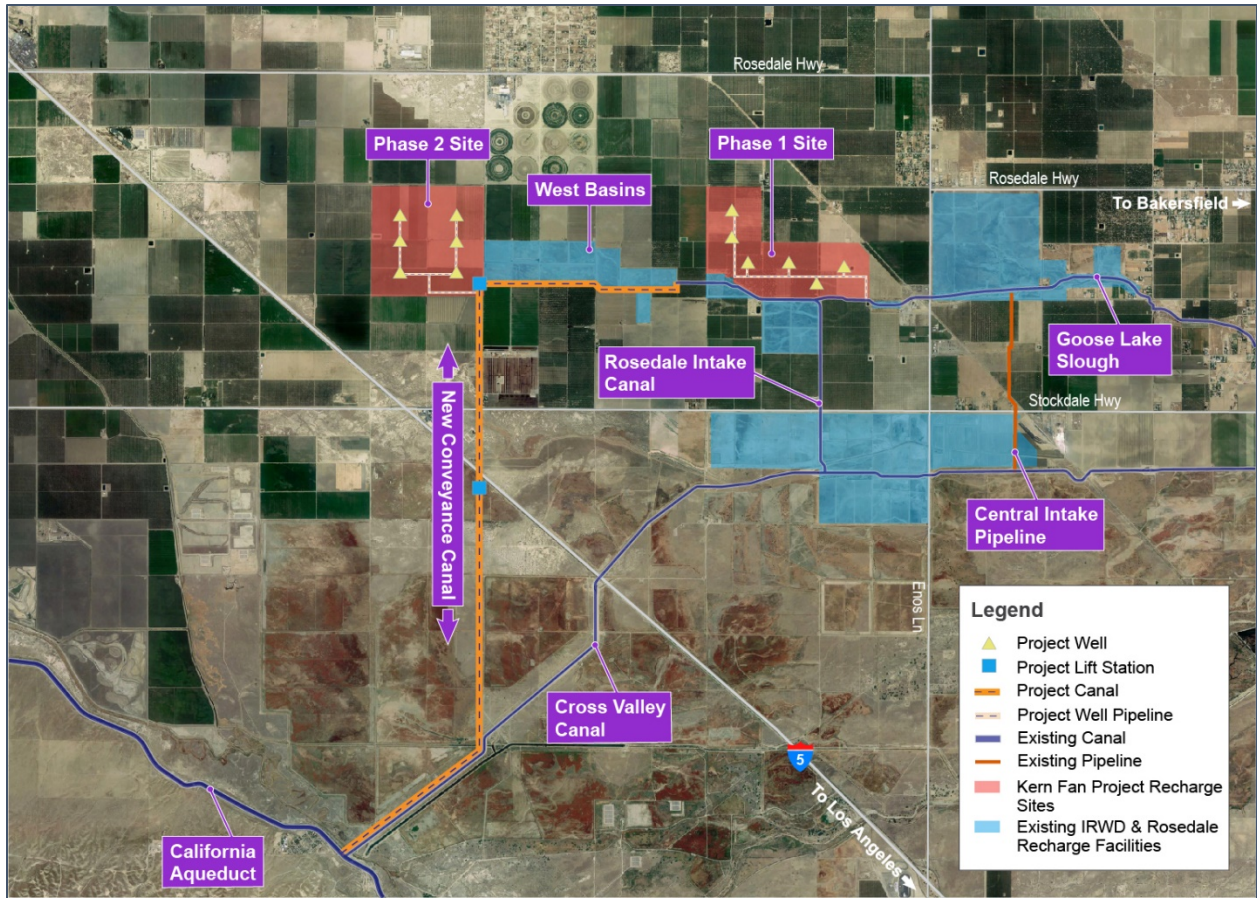 Rosedale Hwy
Phase 2 Site
Phase 1 Site
West Basins
Rosedale Hwy
To Bakersfield
Goose Lake
Slough
Rosedale Intake
Canal
New Conveyance Canal
Stockdale Hwy
Central Intake
Pipeline
Enos Ln
Cross Valley
Canal
5
To Los Angeles
California
Aqueduct
Legend
Project Well
Project Lift Station
Project Canal
Project Well Pipeline
Existing Canal
Existing Pipeline
Kern Fan Project Recharge
Sites
Existing IRWD & Rosedale
Recharge Facilities